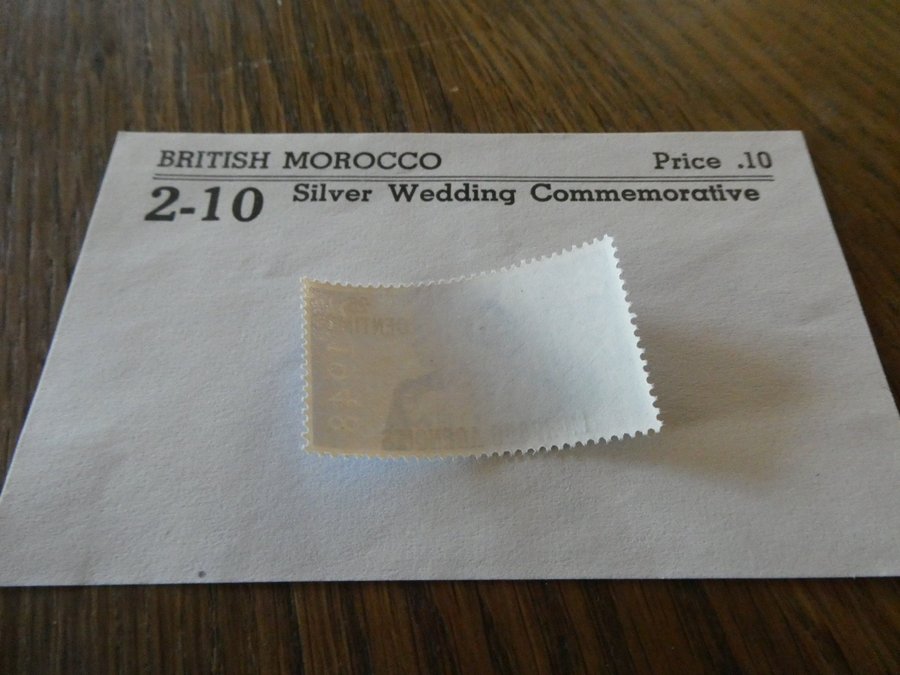 BRITISH MOROCCO Price .10
2-10 Silver Wedding Commemorative